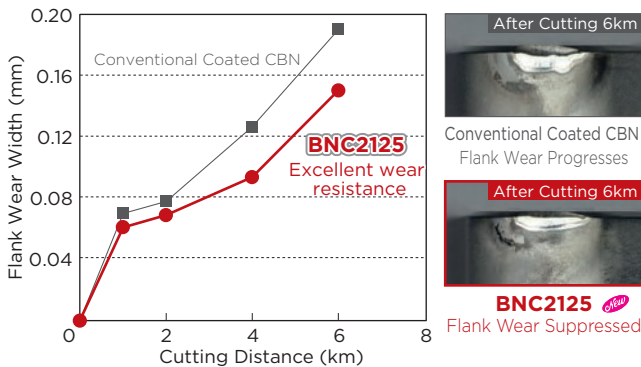 0.20
0.16
0.12
0.08
0.04
0
2
4
6
8
Flank Wear Width (mm)
Cutting Distance (km)
Conventional Coated CBN
BNC2125
Excellent wear
resistance
After Cutting 6km
Conventional Coated CBN
Flank Wear Progresses
After Cutting 6km
BNC2125 New
Flank Wear Suppressed